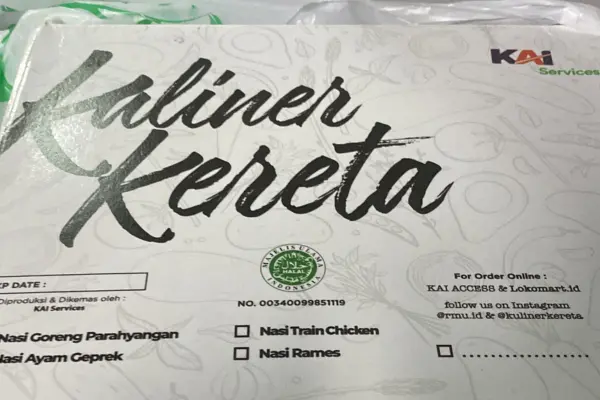 Kuliner
Kereta
KAI
Services
MAJELIS ULAMA
حلال
HALAL
INDONESIA
NO. 00340099851119
XP DATE :
Diproduksi & Dikemas oleh :
KAI Services
For Order Online :
KAI ACCESS & Lokomart.id
follow us on Instagram
@rmu.id & @kulinerkereta
Nasi Goreng Parahyangan
Nasi Ayam Geprek
Nasi Train Chicken
Nasi Rames
....................